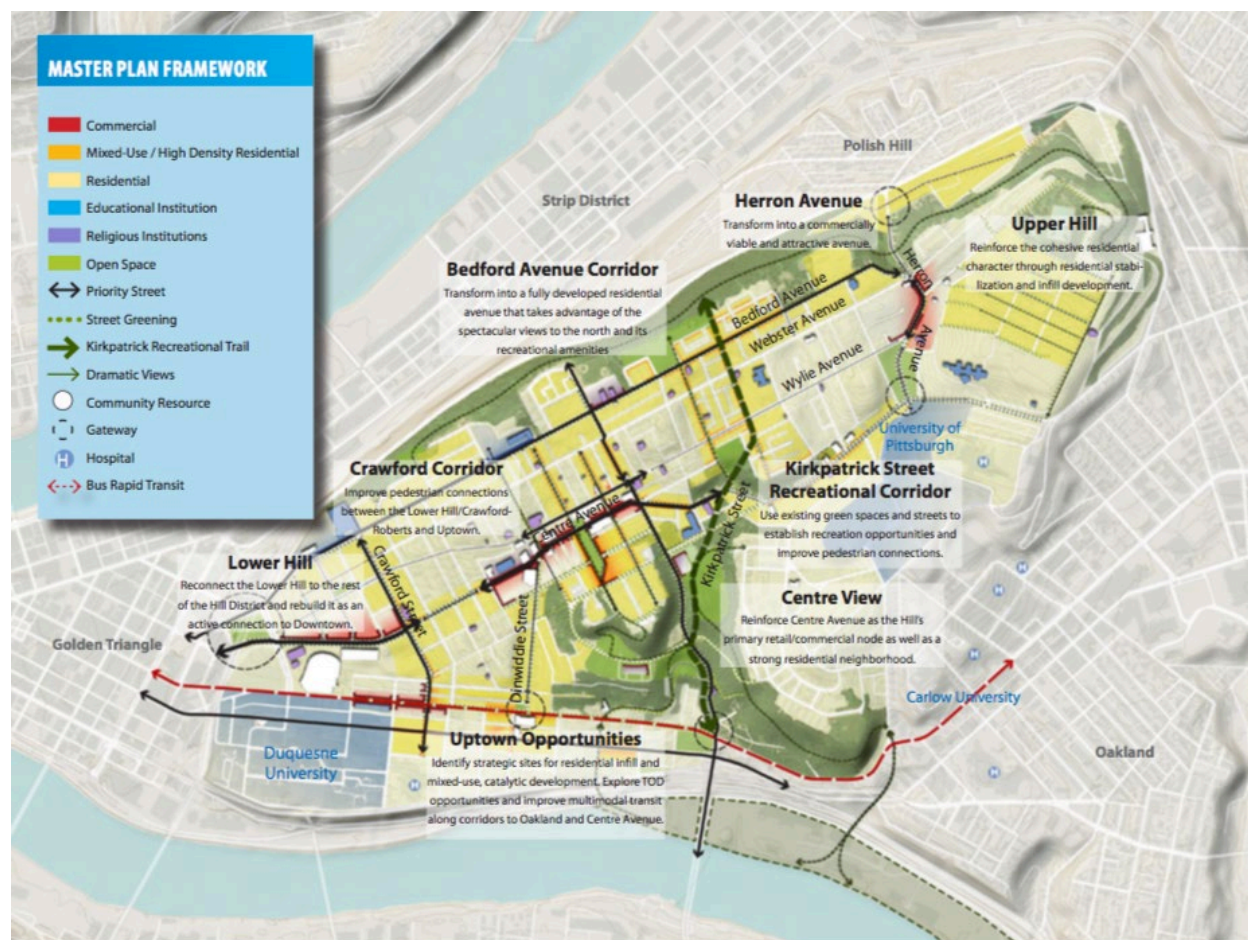 MASTER PLAN FRAMEWORK
Commercial
Mixed-Use / High Density Residential
Residential
Educational Institution
Religious Institutions
Open Space
Priority Street
Street Greening
Kirkpatrick Recreational Trail
Dramatic Views
Community Resource
Gateway
H Hospital
Bus Rapid Transit
Polish Hill
Strip District
Herron Avenue
Transform into a commercially
viable and attractive avenue.
Upper Hill
Reinforce the cohesive residential
character through residential stabi-
lization and infill development.
Bedford Avenue Corridor
Transform into a fully developed residential
avenue that takes advantage of the
spectacular views to the north and its
recreational amenities
Herron Avenue
Bedford Avenue
Webster Avenue
Wylie Avenue
University of
Pittsburgh
Crawford Corridor
Improve pedestrian connections
between the Lower Hill/Crawford-
Roberts and Uptown.
Centre Avenue
Kirkpatrick Street
Recreational Corridor
Use existing green spaces and streets to
establish recreation opportunities and
improve pedestrian connections.
Kirkpatrick Street
Lower Hill
Reconnect the Lower Hill to the rest
of the Hill District and rebuild it as an
active connection to Downtown.
Crawford Street
Dinwiddie Street
Centre View
Reinforce Centre Avenue as the Hill's
primary retail/commercial node as well as a
strong residential neighborhood.
Golden Triangle
Carlow University
Oakland
Duquesne
University
Uptown Opportunities
Identify strategic sites for residential infill and
mixed-use, catalytic development. Explore TOD
opportunities and improve multimodal transit
along corridors to Oakland and Centre Avenue.
H
H
H
H
H
H